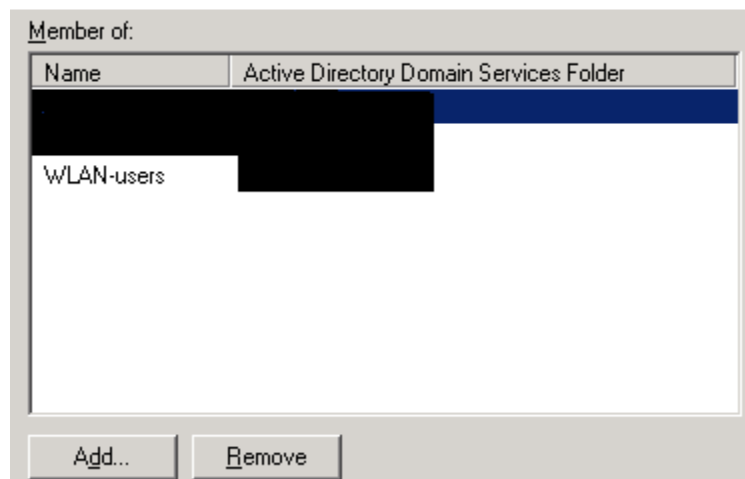 Member of:
Name Active Directory Domain Services Folder
WLAN-users
Add... Remove